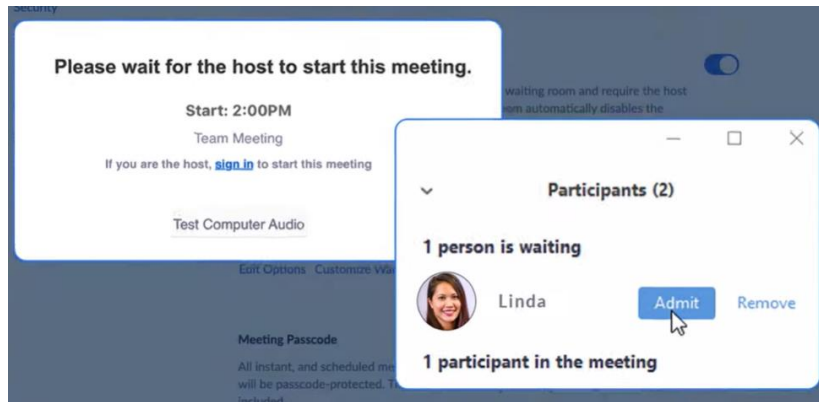 Security
Please wait for the host to start this meeting.
Start: 2:00PM
Team Meeting
If you are the host, sign in to start this meeting
Test Computer Audio
waiting room and require the host
room automatically disables the
Participants (2)
1 person is waiting
Linda
Admit Remove
1 participant in the meeting
Edit Options Customize
Meeting Passcode
All instant, and scheduled
will be passcode-protected.
included